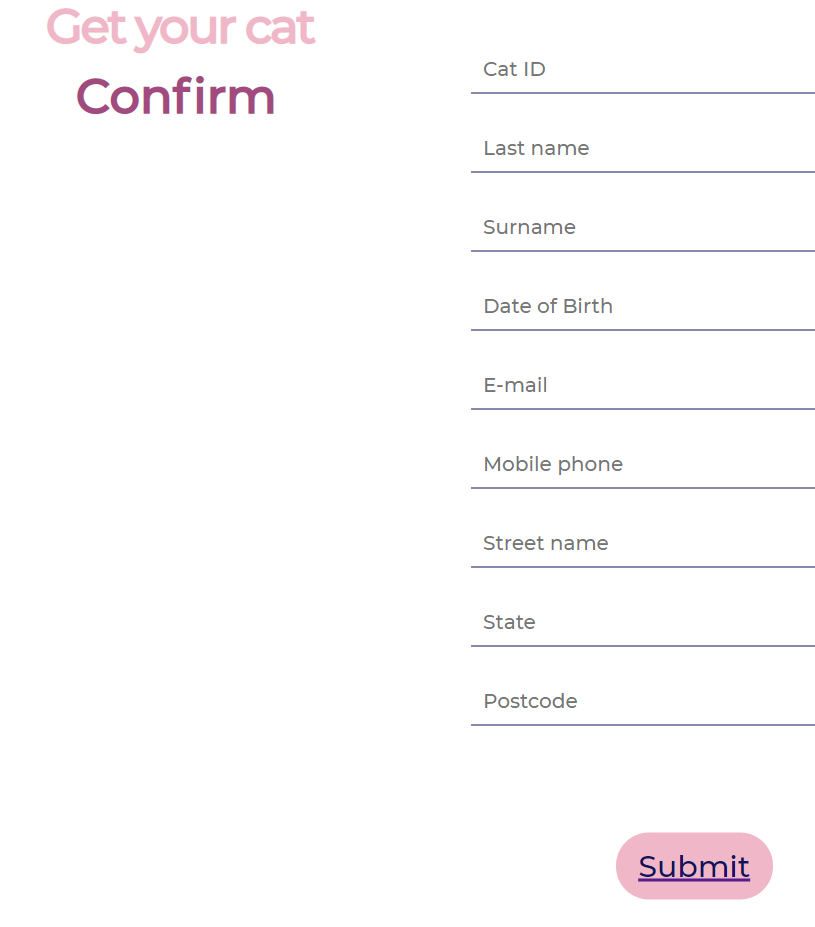 Get your cat
Confirm
Cat ID
Last name
Surname
Date of Birth
E-mail
Mobile phone
Street name
State
Postcode
Submit